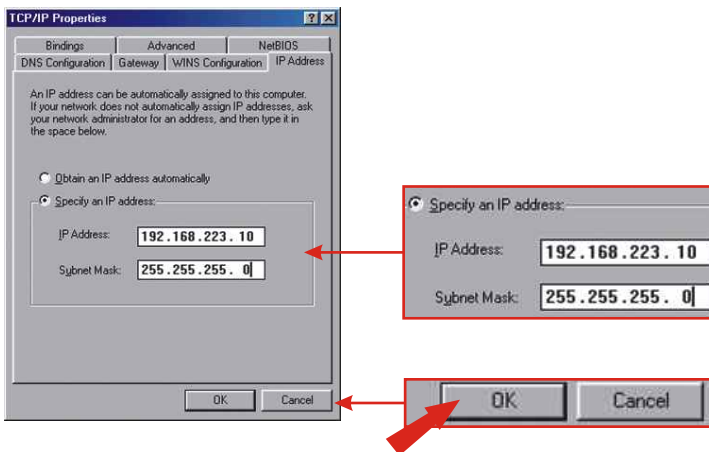 TCP/IP Properties
Bindings Advanced NetBIOS
DNS Configuration Gateway WINS Configuration IP Address
An IP address can be automatically assigned to this computer.
If your network does not automatically assign IP addresses, ask
your network administrator for an address, and then type it in
the space below.
Obtain an IP address automatically
Specify an IP address:
IP Address: 192.168.223.10
Subnet Mask: 255.255.255. 0
OK Cancel
Specify an IP address:
IP Address: 192.168.223.10
Subnet Mask: 255.255.255. 0
OK Cancel